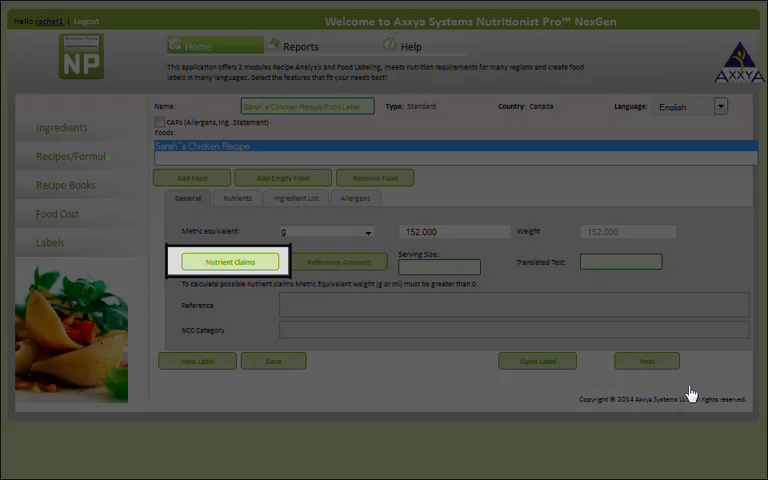 Hello rachel1. | Logout
Welcome to Axxya Systems Nutritionist Pro™ NexGen
NP
Home
Reports
Help
AXXYA
This application offers 2 modules Recipe Analysis and Food Labeling, meets nutrition requirements for many regions and create food
labels in many languages. Select the features that fit your needs best!
Ingredients
Recipes/Formul
Recipe Books
Food Cost
Labels
Name: Sarah's Chicken Recipe Food Label Type: Standard Country: Canada Language: English
CAPs (Allergens,Ing. Statement)
Foods:
Sarah`s Chicken Recipe
Add Food Add Empty Food Remove Food
General Nutrients Ingredient List Allergens
Metric equivalent: g 152.000 Weight 152.000
Nutrient Claims Reference Amounts Serving Size: Translated Text:
To calculate possible nutrient claims Metric Equivalent weight (g or ml) must be greater than 0.
Reference
NCC Category
New Label Save Open Label Next
Copyright © 2014 Axxya Systems rights reserved.